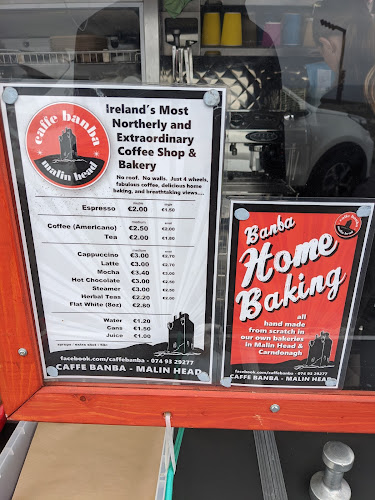 caffe banba
malin head
Ireland's Most
Northerly and
Extraordinary
Coffee Shop &
Bakery
No roof. No walls. Just 4 wheels,
fabulous coffee, delicious home
baking, and breathtaking views....
Espresso €2.00 €1.50
Coffee (Americano) €2.50 €2.00
Tea €2.00 €1.80
Cappuccino €3.00 €2.70
Latte €3.00 €2.70
Mocha €3.40 €3.00
Hot Chocolate €3.00 €2.50
Steamer €3.00 €2.50
Herbal Teas €2.20 €2.00
Flat White (8oz) €2.80
Water €1.20
Cans €1.50
Juice €1.00
facebook.com/caffebanba - 074 93 29277
CAFFE BANBA - MALIN HEAD
Banba
Home
Baking
all
hand made
from scratch in
our own bakeries
in Malin Head &
Carndonagh
facebook.com/caffebanba - 074 93 29277
CAFFE BANBA - MALIN HEAD